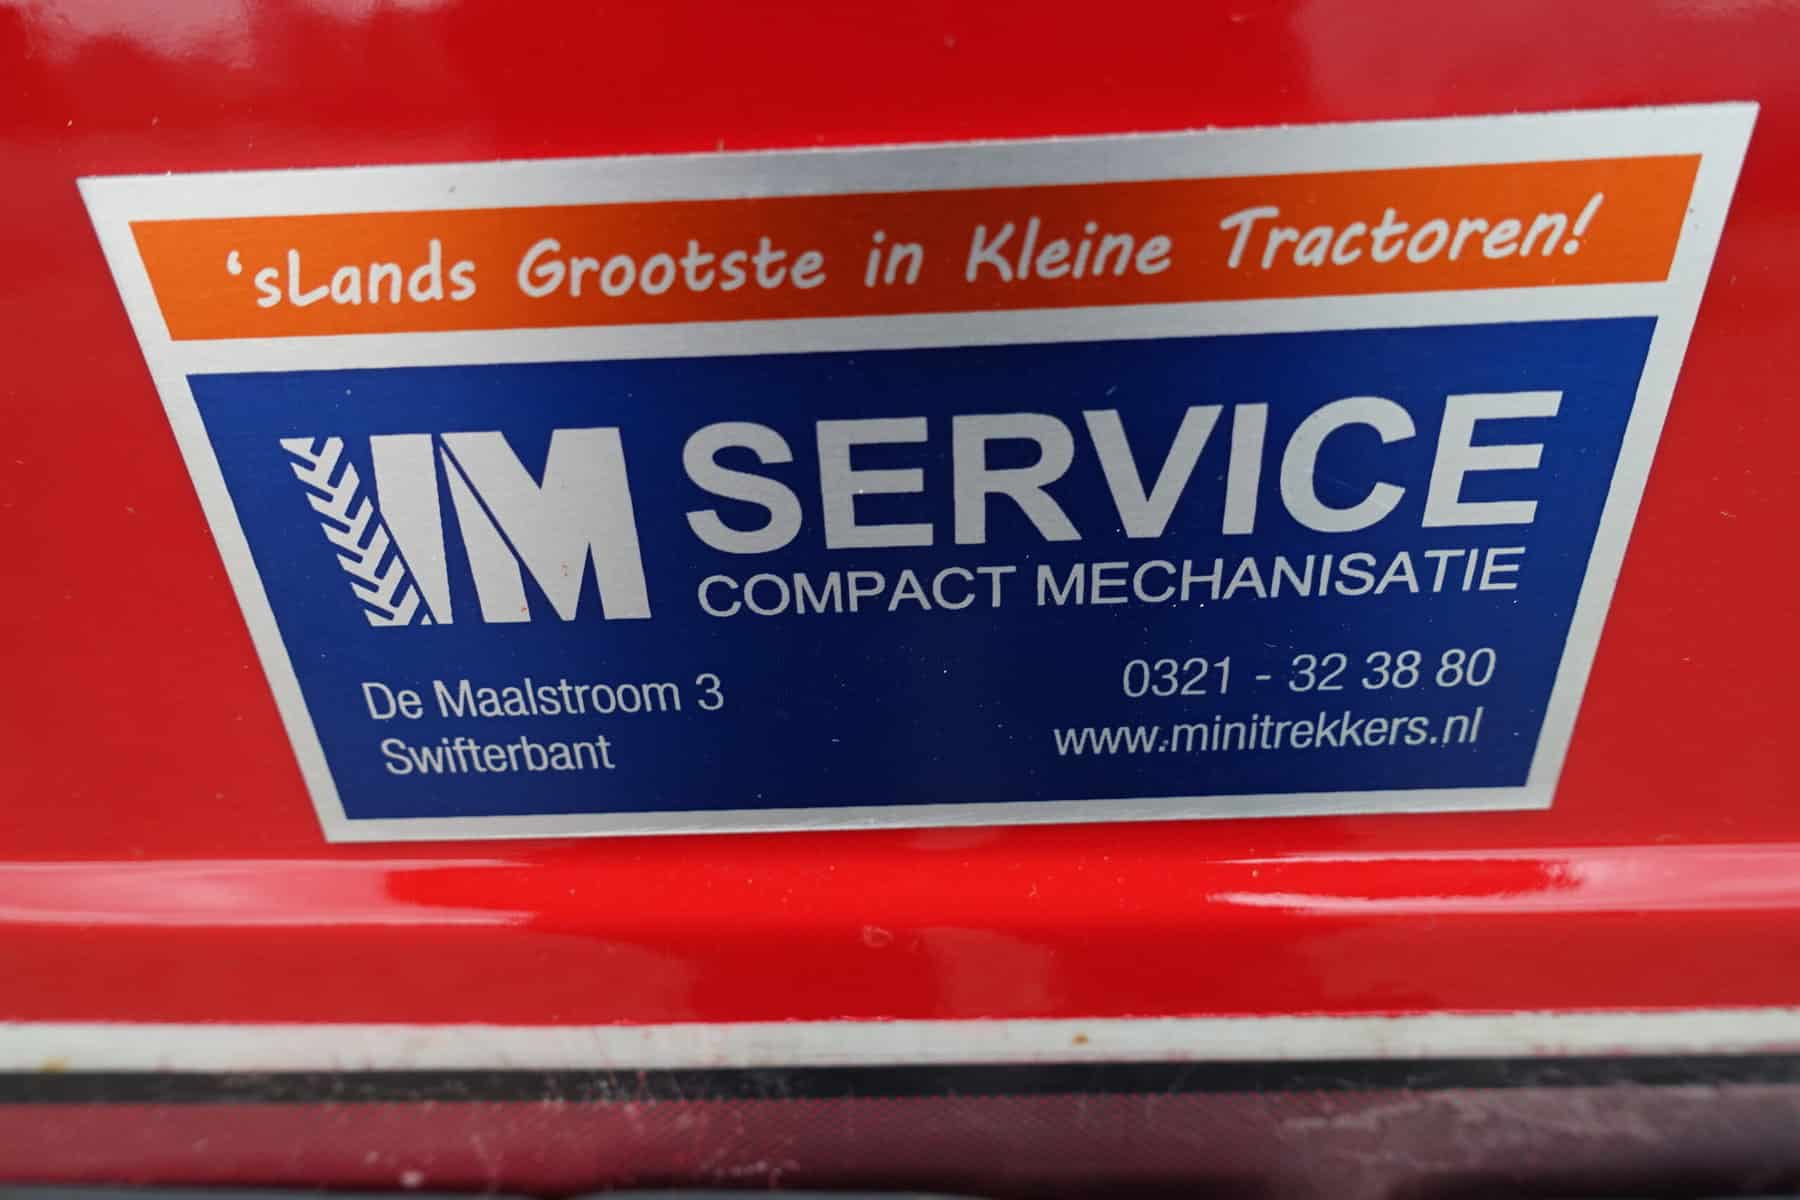 ‘sLands Grootste in Kleine Tractoren!
IM SERVICE
COMPACT MECHANISATIE
De Maalstroom 3
Swifterbant
0321 - 32 38 80
www.minitrekkers.nl